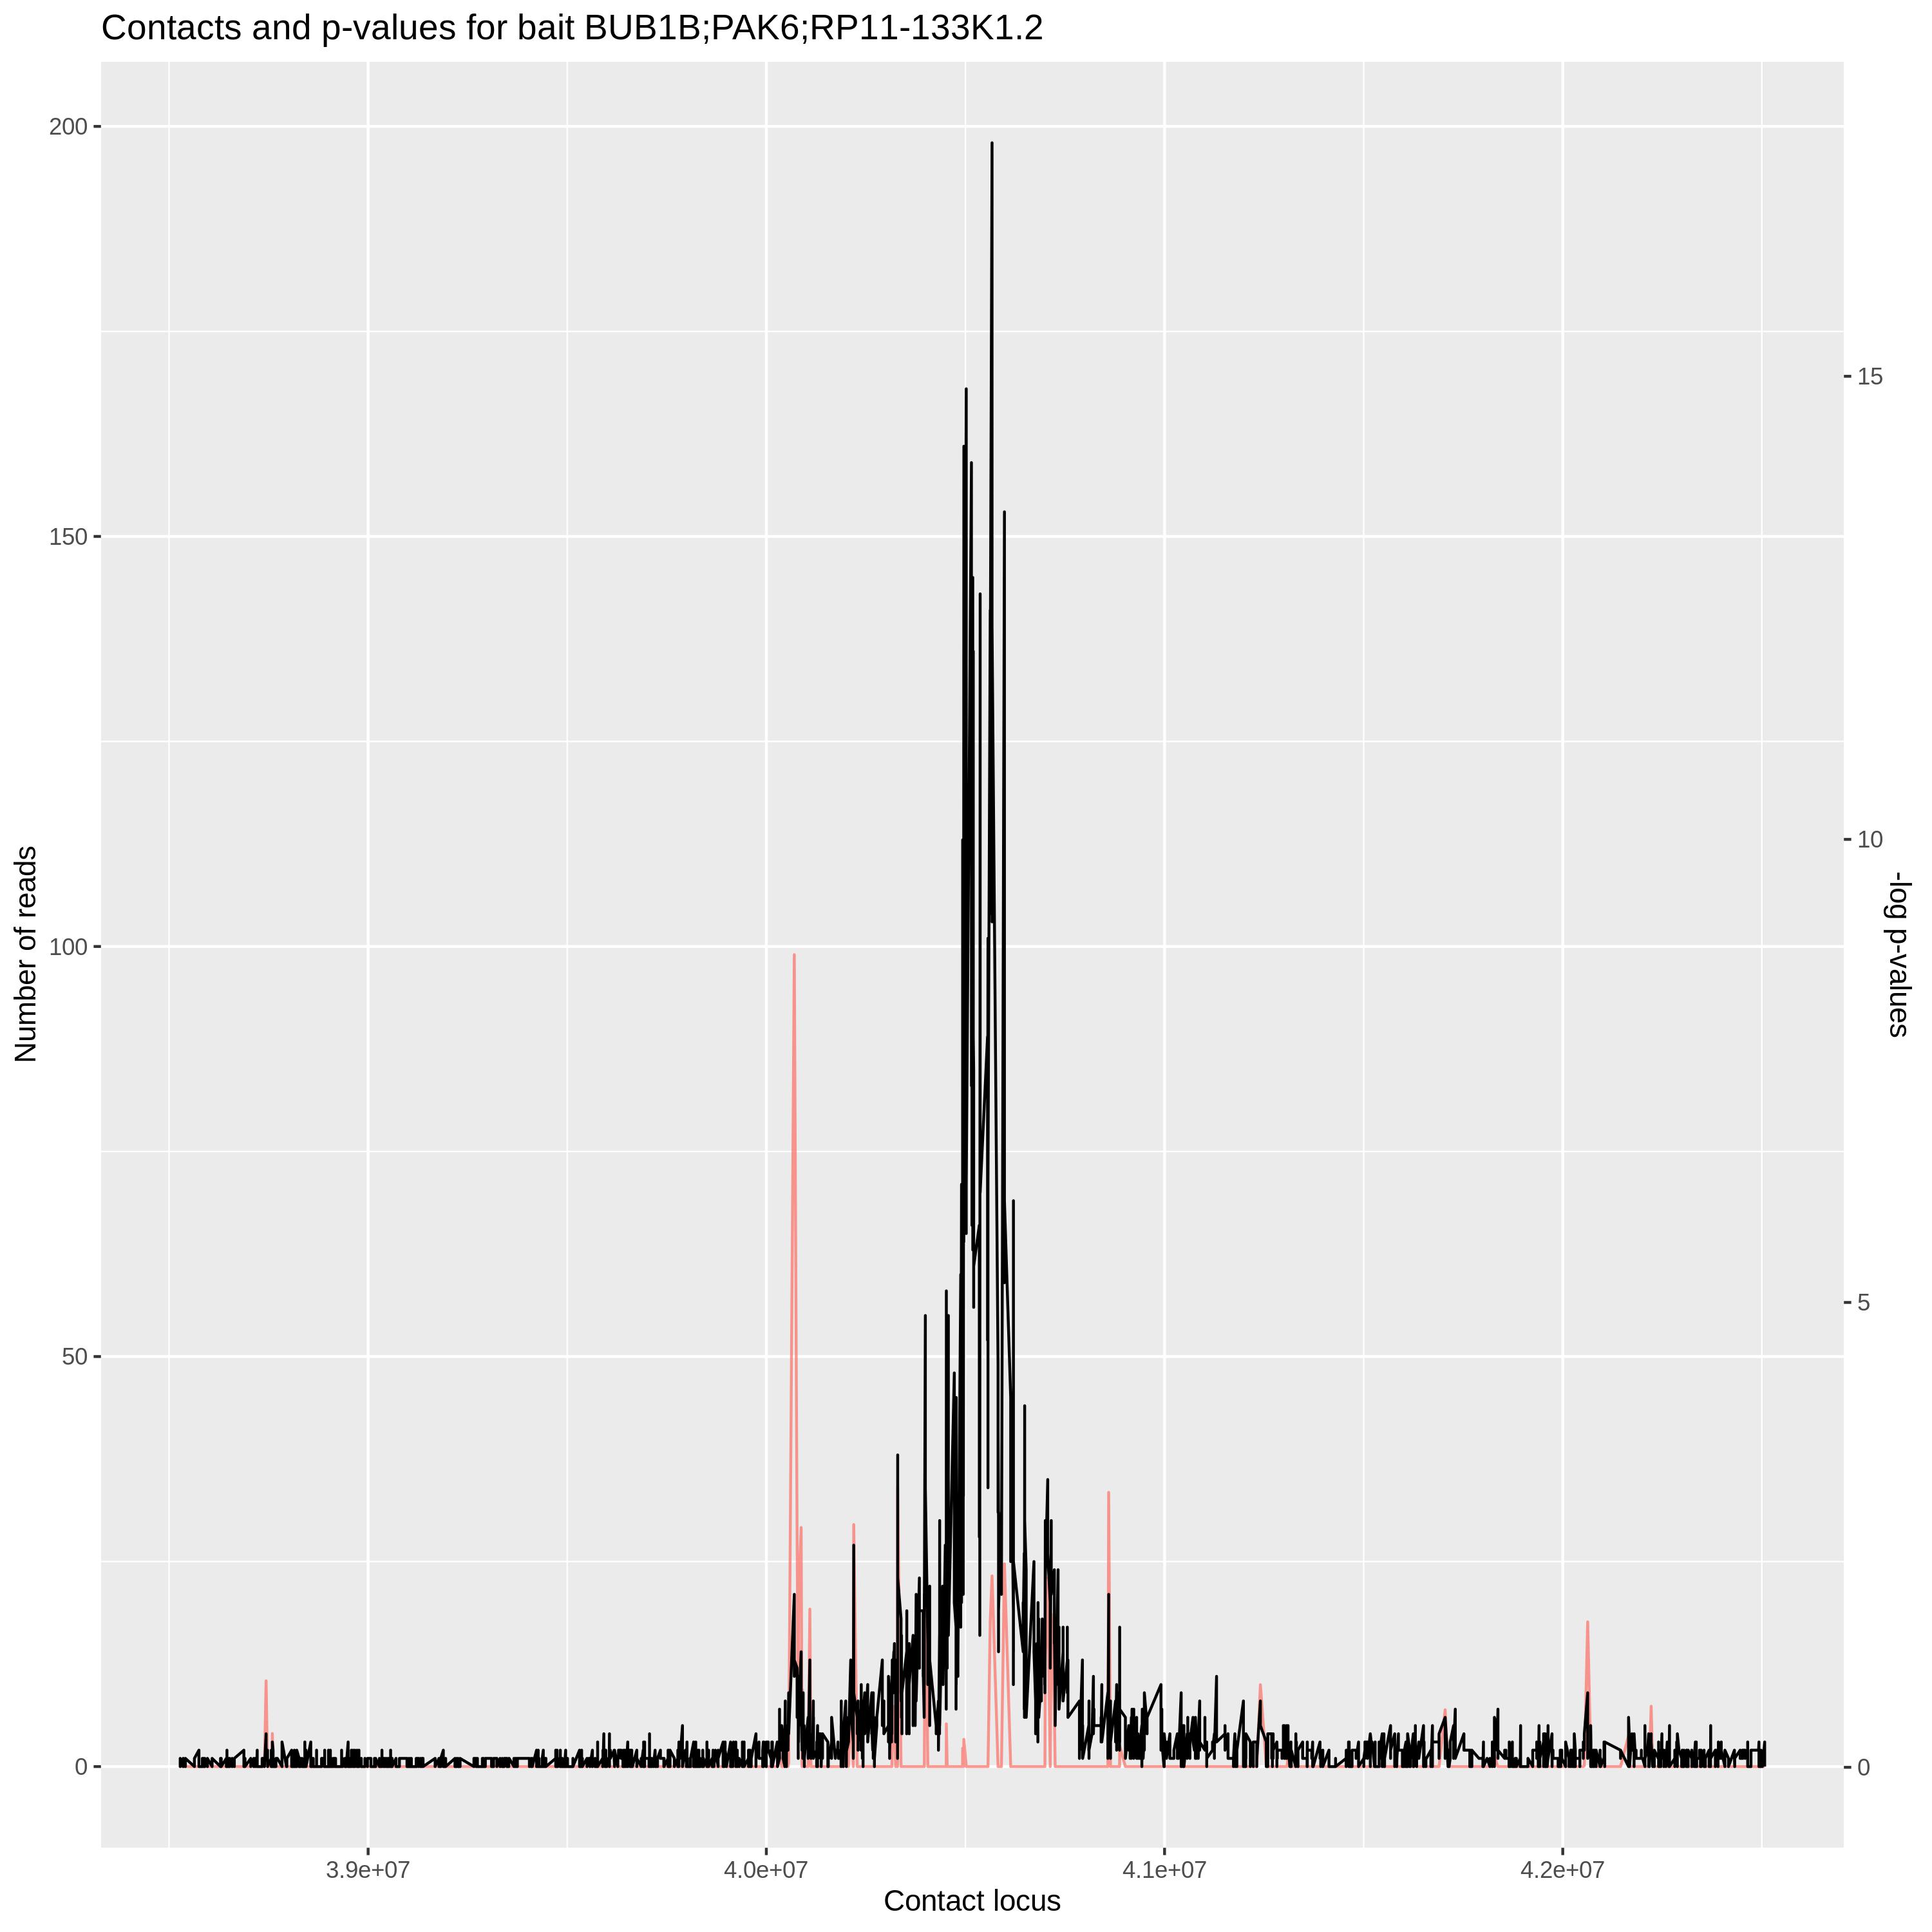 Contacts and p-values for bait BUB1B;PAK6;RP11-133K1.2
200
150
100
50
0
Number of reads
15
10
5
0
-log p-values
3.9e+07
4.0e+07
4.1e+07
4.2e+07
Contact locus